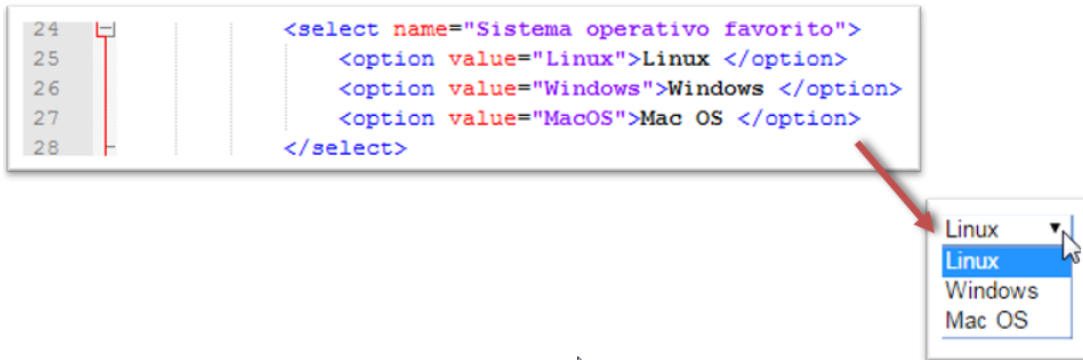 24 <select name="Sistema operativo favorito">
25 <option value="Linux">Linux </option>
26 <option value="Windows">Windows </option>
27 <option value="MacOS">Mac OS </option>
28 </select>
Linux
Linux
Windows
Mac OS